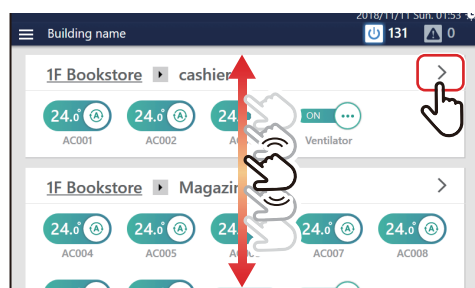 2018/11/11 Sun. 01:53
Building name
131
0
1F Bookstore cashier
24.0° A 24.0° A 24. ON
AC001 AC002 Ventilator
1F Bookstore Magazin
24.0° A 24.0° A 24. 24.0° A 24.0° A
AC004 AC005 AC007 AC008